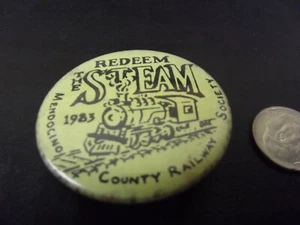 REDEEM
THE
STEAM
1983
MENDOCINO
COUNTY RAILWAY
SOCIETY